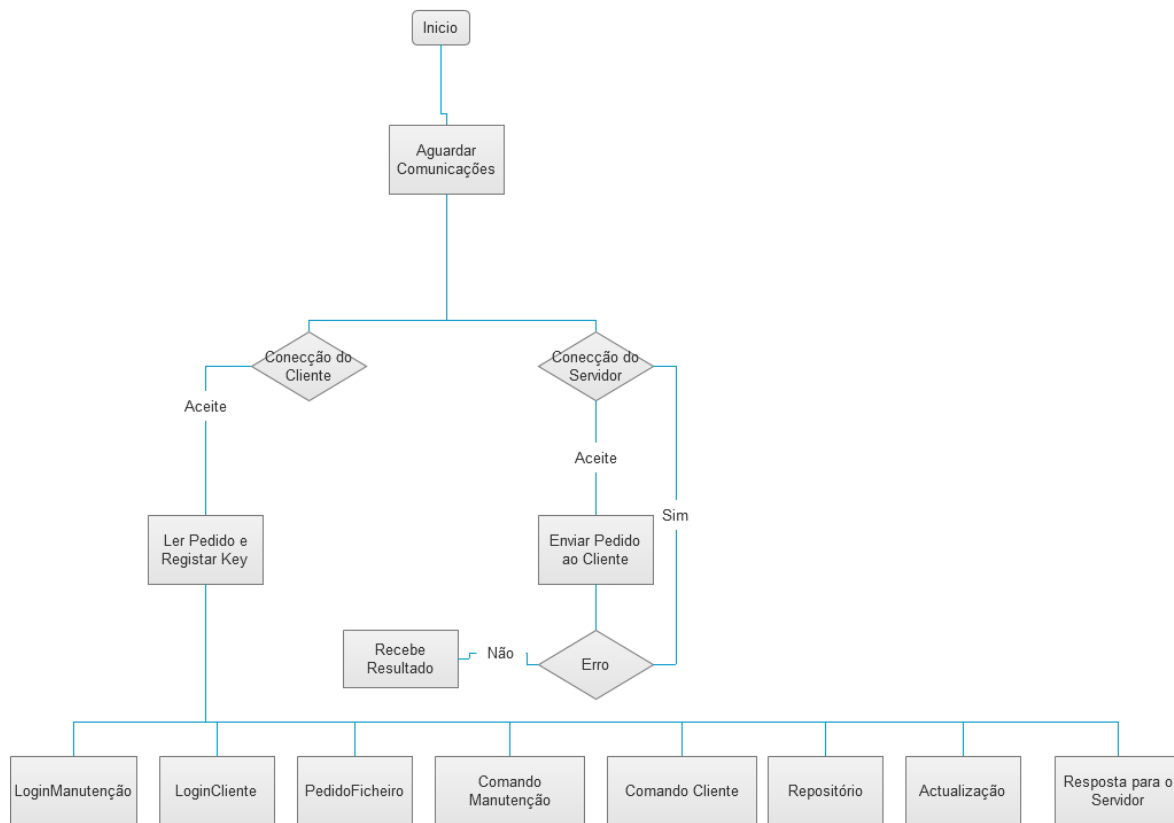 Inicio
Aguardar
Comunicações
Conecção do
Cliente
Conecção do
Servidor
Aceite
Aceite
Sim
Ler Pedido e
Registar Key
Enviar Pedido
ao Cliente
Recebe
Resultado
Não
Erro
LoginManutenção
LoginCliente
PedidoFicheiro
Comando
Manutenção
Comando Cliente
Repositório
Actualização
Resposta para o
Servidor